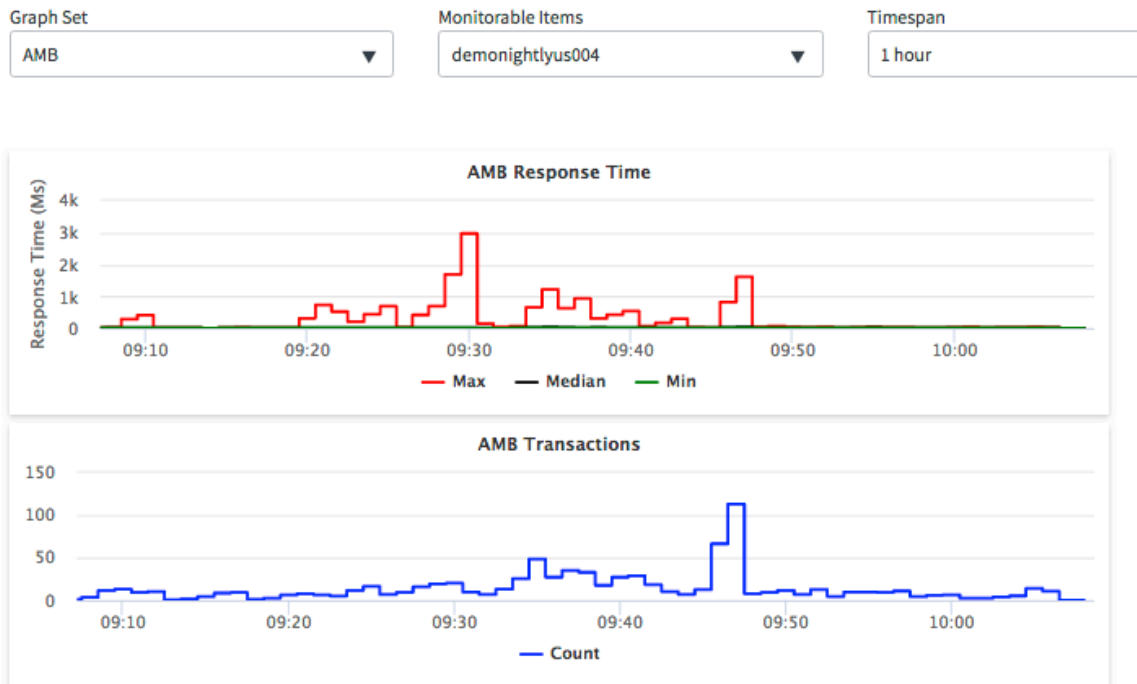 Graph Set Monitorable Items Timespan
AMB demonightlyus004 1 hour
AMB Response Time
Response Time (Ms)
4k
3k
2k
1k
0
09:10 09:20 09:30 09:40 09:50 10:00
Max Median Min
AMB Transactions
150
100
50
0
09:10 09:20 09:30 09:40 09:50 10:00
Count